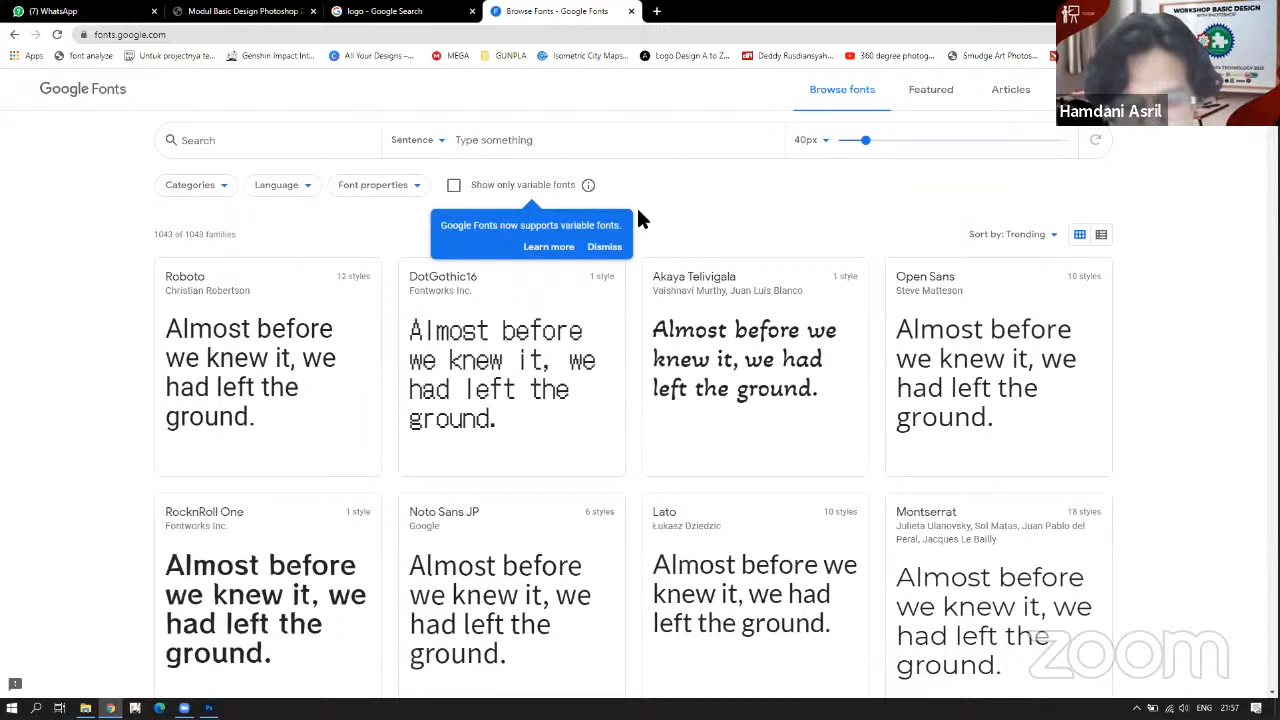 (7) WhatsApp
Modul Basic Design Photoshop 2
logo - Google Search
Browse Fonts - Google Fonts
fonts.google.com
Apps
font analyze
Untuk projectmya te...
Genshin Impact Int...
All Your Designs -...
MEGA
GUNPLA
Isometric City Maps...
Logo Design A to Z...
Deddy Rusdiansyah-...
360 degree photog...
Smudge Art Photos...
TUTOR
WORKSHOP BASIC DESIGN
WITH PHOTOSHOP
Hamdani Asril
Google Fonts
Browse fonts
Featured
Articles
Search
Sentence
Type something
40px
Categories
Language
Font properties
Show only variable fonts
Google Fonts now supports variable fonts.
Learn more
Dismiss
1043 of 1043 families
Sort by: Trending
Roboto
12 styles
Christian Robertson
Almost before
we knew it, we
had left the
ground.
DotGothic16
1 style
Fontworks Inc.
Almost before
we knew it, we
had left the
ground.
Akaya Telivigala
1 style
Vaishnavi Murthy, Juan Luis Blanco
Almost before we
knew it, we had
left the ground.
Open Sans
10 styles
Steve Matteson
Almost before
we knew it, we
had left the
ground.
RocknRoll One
1 style
Fontworks Inc.
Almost before
we knew it, we
had left the
ground.
Noto Sans JP
6 styles
Google
Almost before
we knew it, we
had left the
ground.
Lato
10 styles
Łukasz Dziedzic
Almost before we
knew it, we had
left the ground.
Montserrat
18 styles
Julieta Ulanovsky, Sol Matas, Juan Pablo del
Peral, Jacques Le Bailly
Almost before
we knew it, we
had left the
ground.
zoom
ENG
21:57